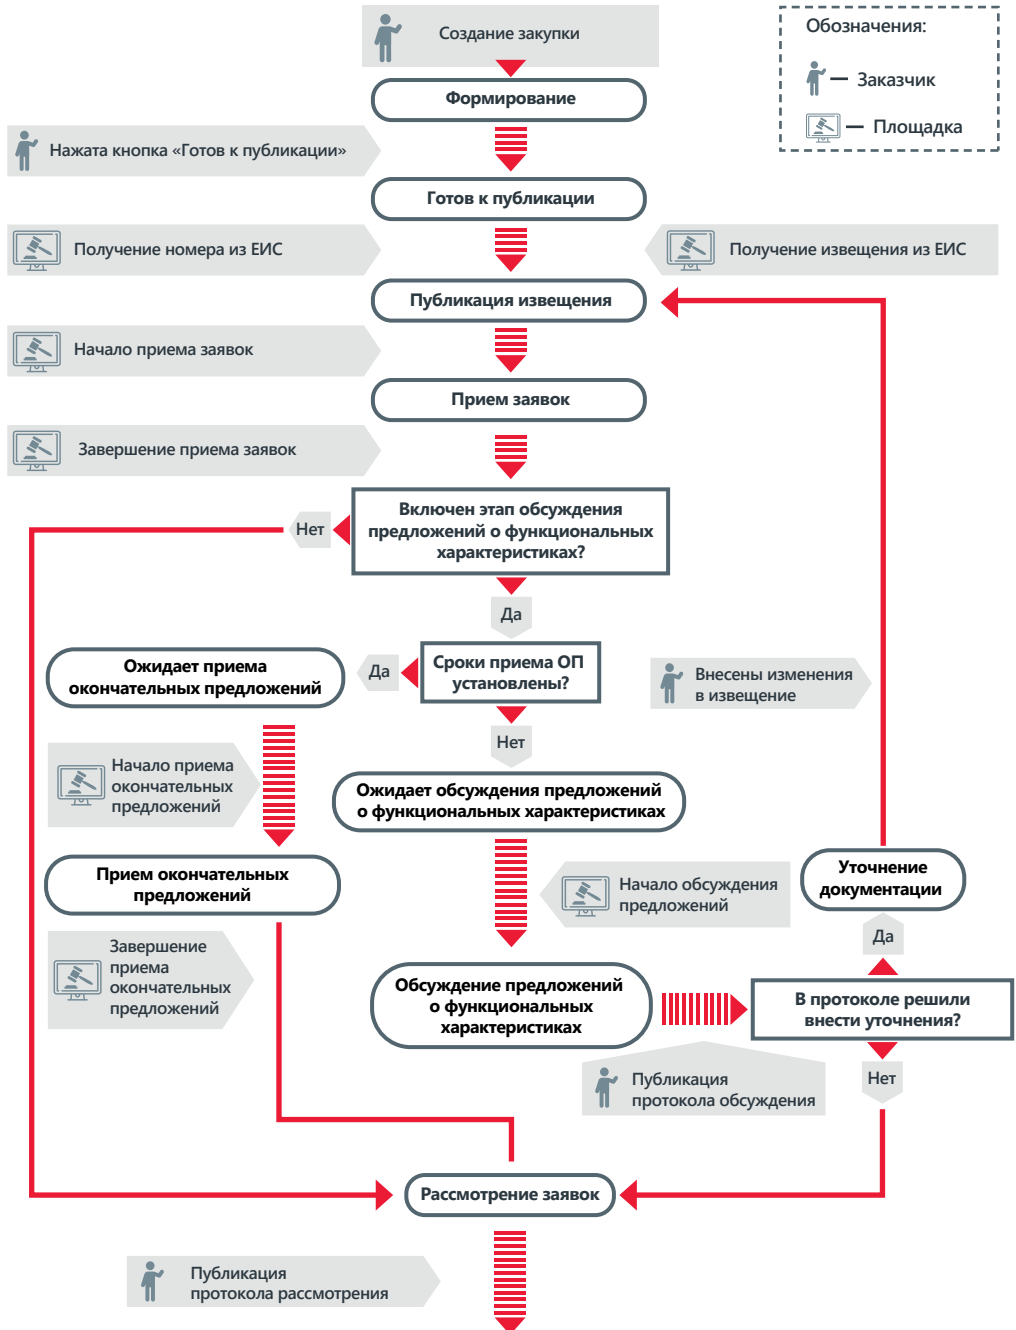 Создание закупки
Обозначения:
— Заказчик
— Площадка
Формирование
Нажата кнопка «Готов к публикации»
Готов к публикации
Получение номера из ЕИС
Получение извещения из ЕИС
Публикация извещения
Начало приема заявок
Прием заявок
Завершение приема заявок
Включен этап обсуждения
предложений о функциональных
характеристиках?
Нет
Да
Сроки приема ОП
установлены?
Да
Ожидает приема
окончательных предложений
Внесены изменения
в извещение
Нет
Начало приема
окончательных
предложений
Ожидает обсуждения предложений
о функциональных характеристиках
Прием окончательных
предложений
Начало обсуждения
предложений
Уточнение
документации
Да
Завершение
приема
окончательных
предложений
Обсуждение предложений
о функциональных
характеристиках
В протоколе решили
внести уточнения?
Нет
Публикация
протокола обсуждения
Рассмотрение заявок
Публикация
протокола рассмотрения